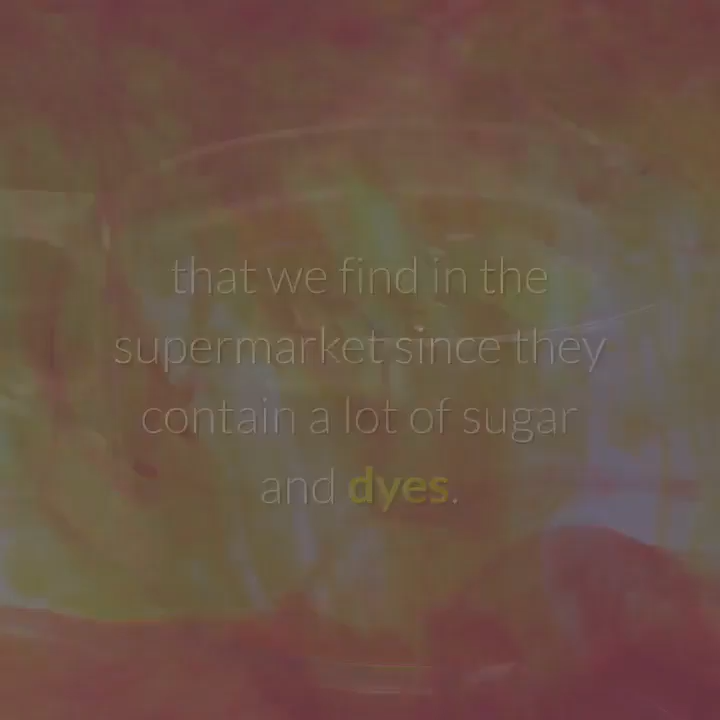 that we find in the
supermarket since they
contain a lot of sugar
and dyes.